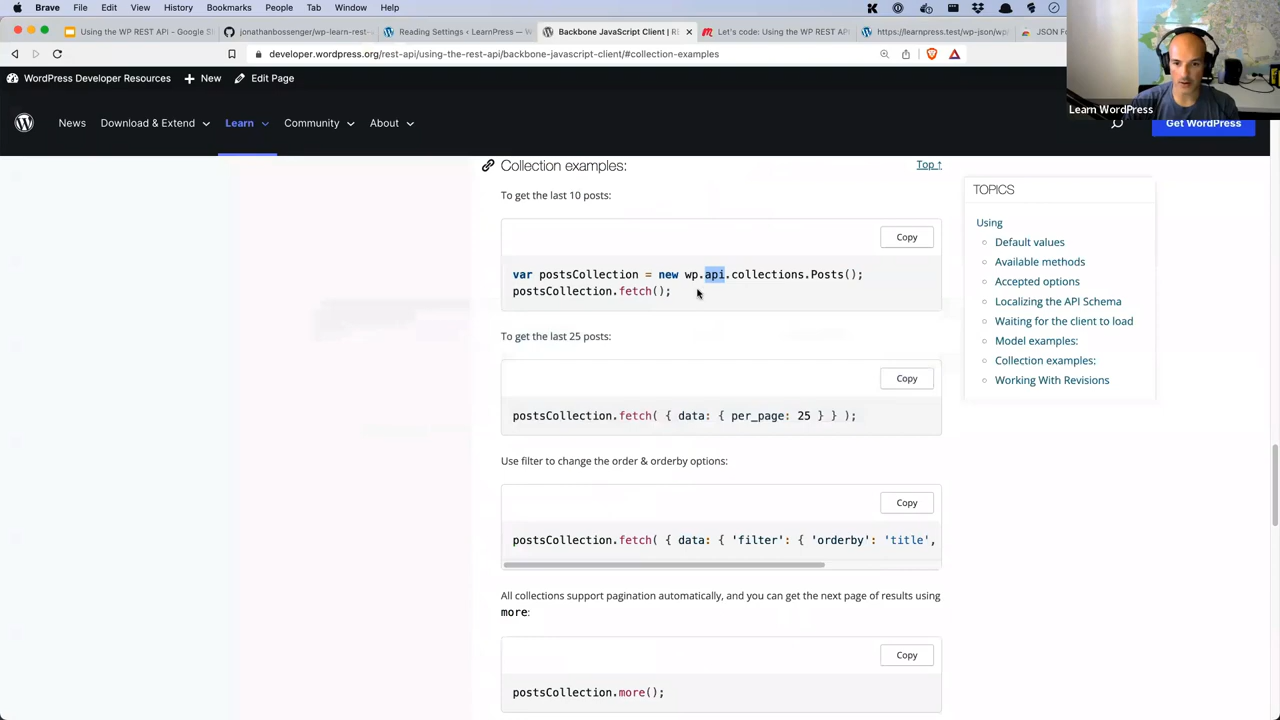 Brave File Edit View History Bookmarks People Tab Window Help
Using the WP REST API - Google Sl
jonathanbossenger/wp-learn-rest-
Reading Settings ‹ LearnPress —
Backbone JavaScript Client | RE
Let's code: Using the WP REST API
https://learnpress.test/wp-json/wp/
JSON Fo
developer.wordpress.org/rest-api/using-the-rest-api/backbone-javascript-client/#collection-examples
WordPress Developer Resources New Edit Page
Learn WordPress
News Download & Extend Learn Community About Get WordPress
Collection examples: Top ↑
To get the last 10 posts:
Copy
var postsCollection = new wp.api.collections.Posts();
postsCollection.fetch();
To get the last 25 posts:
Copy
postsCollection.fetch( { data: { per_page: 25 } } );
Use filter to change the order & orderby options:
Copy
postsCollection.fetch( { data: { 'filter': { 'orderby': 'title',
All collections support pagination automatically, and you can get the next page of results using
more:
Copy
postsCollection.more();
TOPICS
Using
Default values
Available methods
Accepted options
Localizing the API Schema
Waiting for the client to load
Model examples:
Collection examples:
Working With Revisions